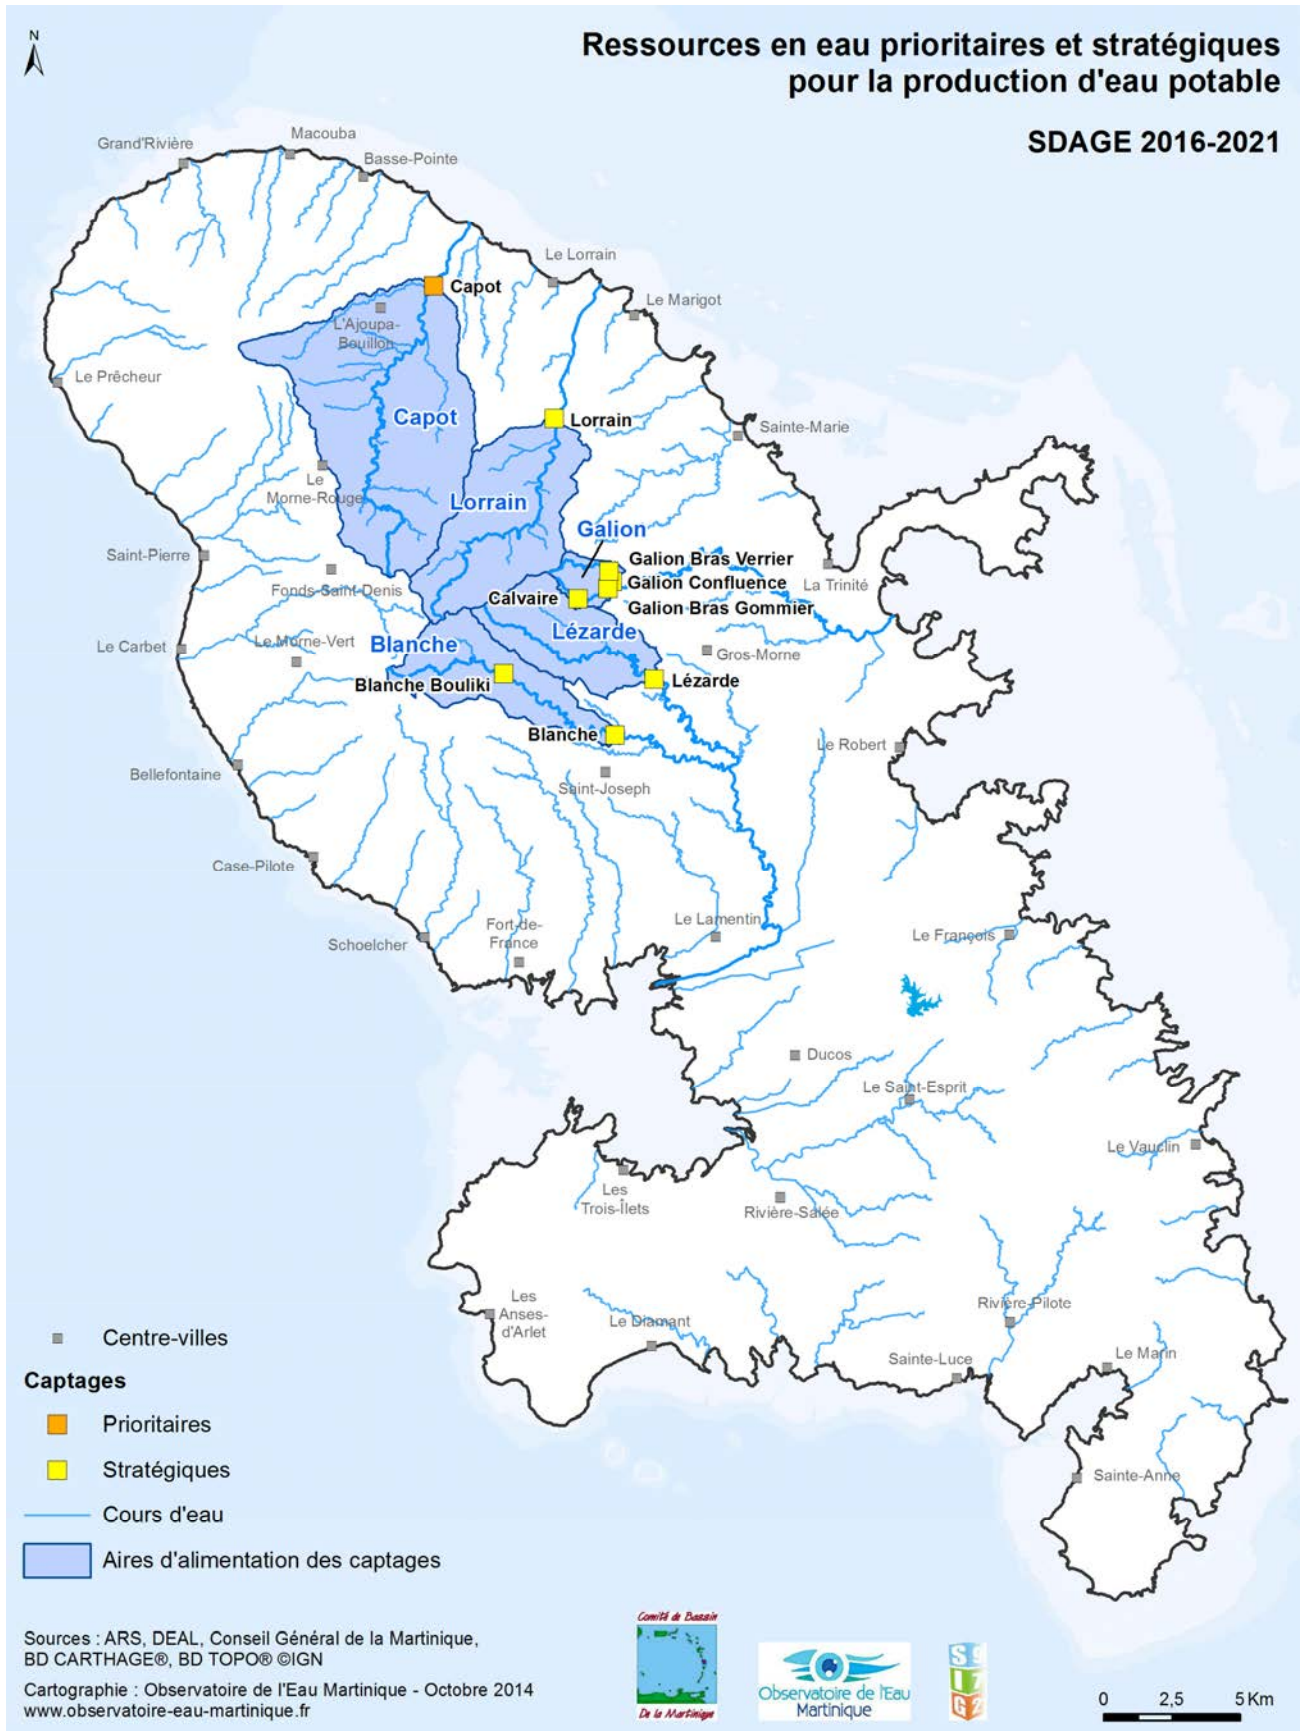 N
Ressources en eau prioritaires et stratégiques
pour la production d'eau potable
SDAGE 2016-2021
Grand'Rivière
Macouba
Basse-Pointe
Le Lorrain
Capot
Le Marigot
L'Ajoupa-
Bouillon
Le Prêcheur
Capot
Lorrain
Sainte-Marie
Le
Morne-Rouge
Lorrain
Galion
Saint-Pierre
Galion Bras Verrier
Galion Confluence
La Trinité
Fonds-Saint-Denis
Calvaire
Galion Bras Gommier
Lézarde
Le Carbet
Le Morne-Vert
Blanche
Gros-Morne
Blanche Bouliki
Lézarde
Blanche
Le Robert
Bellefontaine
Saint-Joseph
Case-Pilote
Le Lamentin
Schoelcher
Fort-de-
France
Le François
Ducos
Le Saint-Esprit
Le Vauclin
Les
Trois-Îlets
Rivière-Salée
Les
Anses-
d'Arlet
Le Diamant
Rivière-Pilote
Sainte-Luce
Le Marin
Sainte-Anne
Centre-villes
Captages
Prioritaires
Stratégiques
Cours d'eau
Aires d'alimentation des captages
Sources : ARS, DEAL, Conseil Général de la Martinique,
BD CARTHAGE®, BD TOPO® ©IGN
Cartographie : Observatoire de l'Eau Martinique - Octobre 2014
www.observatoire-eau-martinique.fr
Comité de Bassin
De la Martinique
Observatoire de l'Eau
Martinique
0 2,5 5 Km